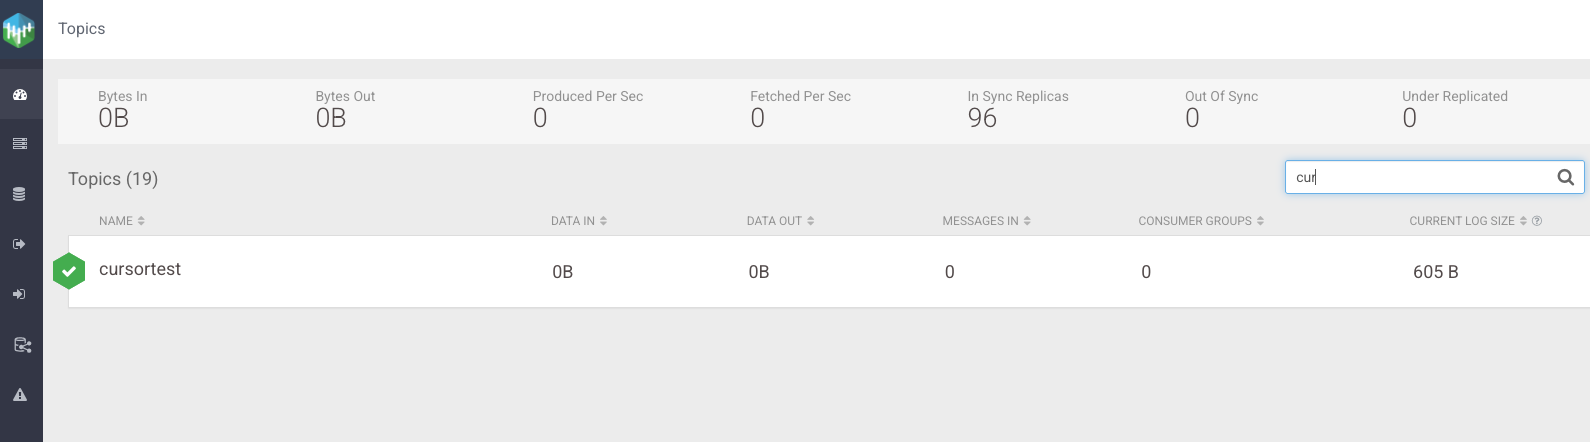 Topics
Bytes In Bytes Out Produced Per Sec Fetched Per Sec In Sync Replicas Out Of Sync Under Replicated
0B 0B 0 0 96 0 0
Topics (19) cur
NAME DATA IN DATA OUT MESSAGES IN CONSUMER GROUPS CURRENT LOG SIZE
cursortest 0B 0B 0 0 605 B